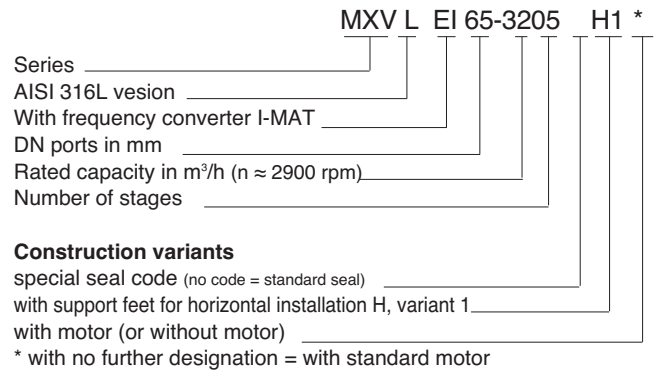 MXV L EI 65-3205 H1 *
Series
AISI 316L vesion
With frequency converter I-MAT
DN ports in mm
Rated capacity in m³/h (n ≈ 2900 rpm)
Number of stages
Construction variants
special seal code (no code = standard seal)
with support feet for horizontal installation H, variant 1
with motor (or without motor)
* with no further designation = with standard motor